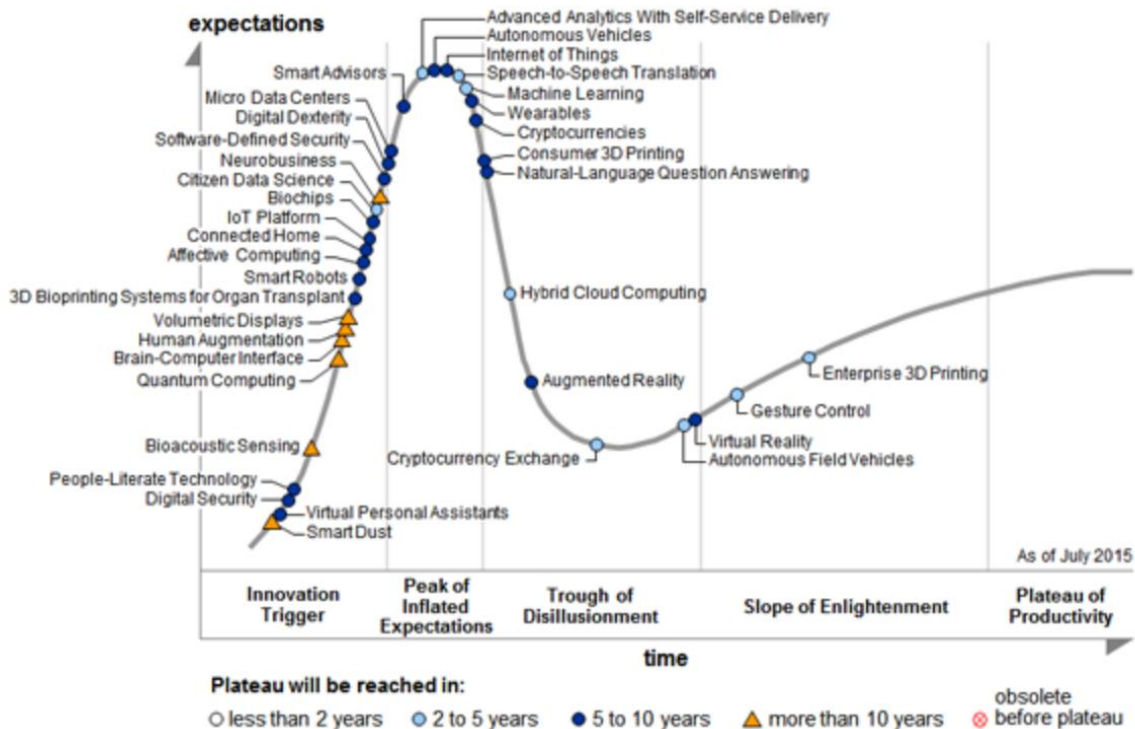 expectations
Advanced Analytics With Self-Service Delivery
Autonomous Vehicles
Internet of Things
Smart Advisors
Speech-to-Speech Translation
Machine Learning
Micro Data Centers
Wearables
Digital Dexterity
Cryptocurrencies
Software-Defined Security
Neurobusiness
Consumer 3D Printing
Citizen Data Science
Natural-Language Question Answering
Biochips
IoT Platform
Connected Home
Affective Computing
Smart Robots
3D Bioprinting Systems for Organ Transplant
Hybrid Cloud Computing
Volumetric Displays
Human Augmentation
Brain-Computer Interface
Quantum Computing
Augmented Reality
Enterprise 3D Printing
Gesture Control
Bioacoustic Sensing
Virtual Reality
Cryptocurrency Exchange
Autonomous Field Vehicles
People-Literate Technology
Digital Security
Virtual Personal Assistants
Smart Dust
As of July 2015
Innovation
Trigger
Peak of
Inflated
Expectations
Trough of
Disillusionment
Slope of Enlightenment
Plateau of
Productivity
time
Plateau will be reached in:
less than 2 years
2 to 5 years
5 to 10 years
more than 10 years
obsolete
before plateau